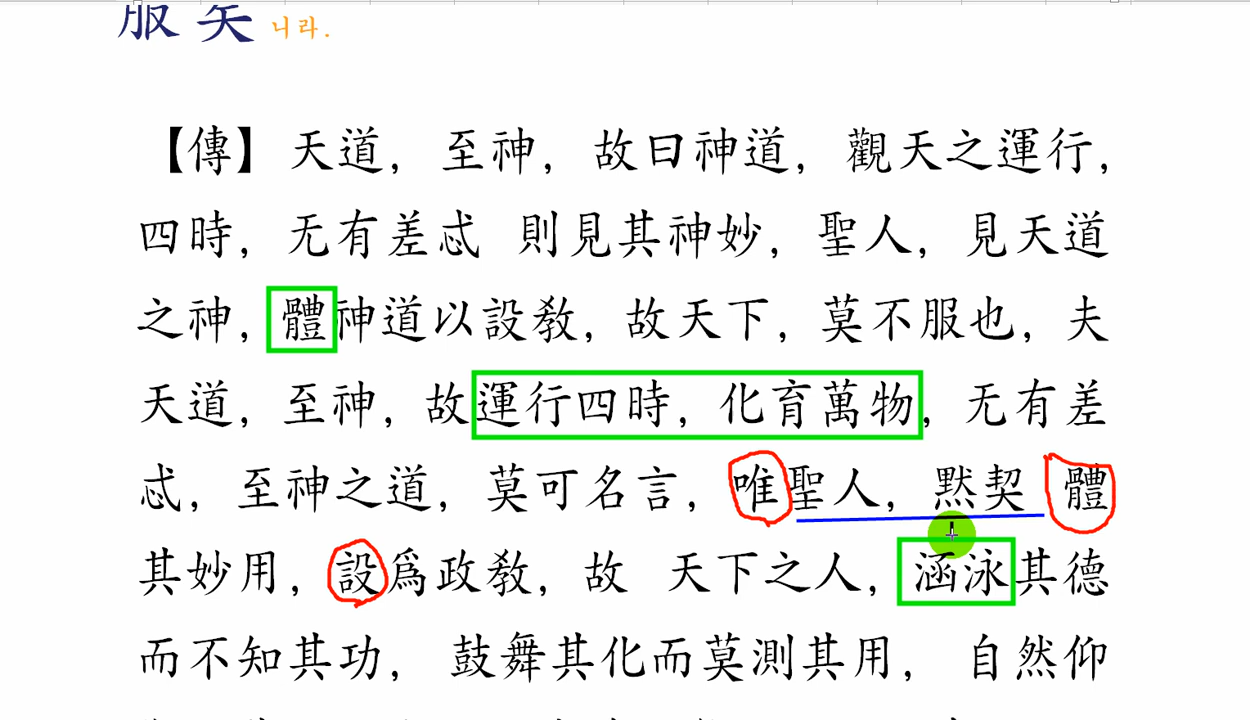 服矣니라.
【傳】 天道, 至神, 故曰神道, 觀天之運行,
四時, 无有差忒 則見其神妙, 聖人, 見天道
之神, 體神道以設敎, 故天下, 莫不服也, 夫
天道, 至神, 故運行四時, 化育萬物, 无有差
忒, 至神之道, 莫可名言, 唯聖人, 黙契 體
其妙用, 設爲政敎, 故 天下之人, 涵泳其德
而不知其功, 鼓舞其化而莫測其用, 自然仰